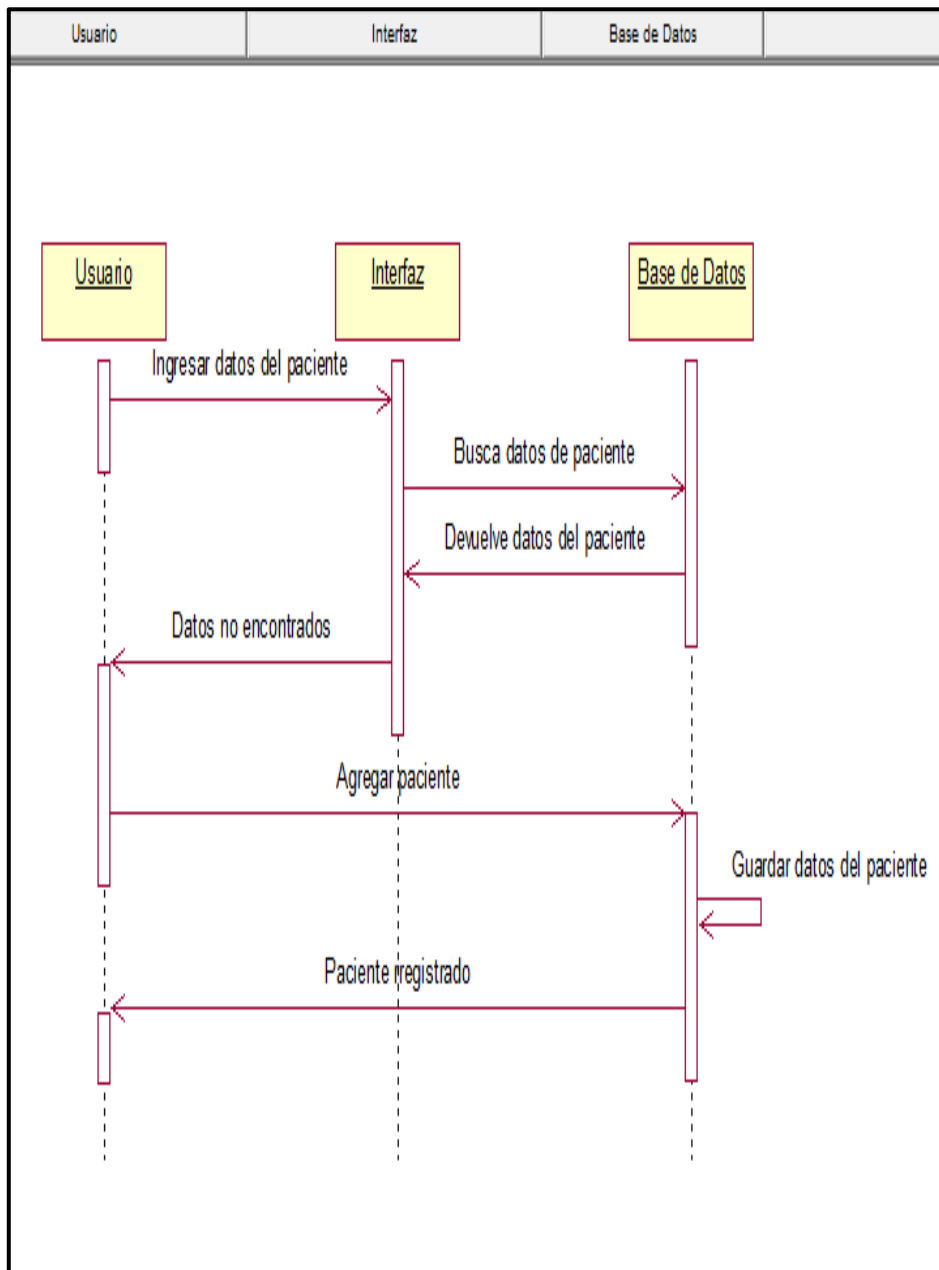 Usuario
Interfaz
Base de Datos
Usuario
Interfaz
Base de Datos
Ingresar datos del paciente
Busca datos de paciente
Devuelve datos del paciente
Datos no encontrados
Agregar paciente
Guardar datos del paciente
Paciente rregistrado